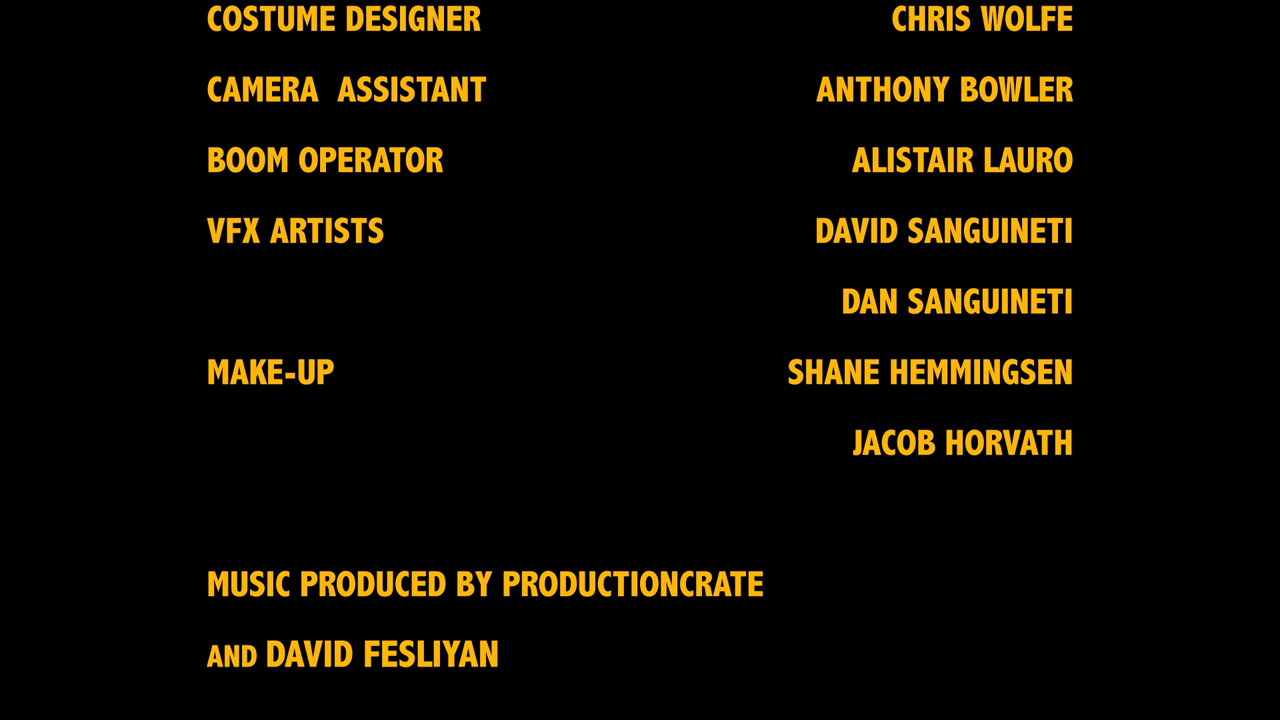 COSTUME DESIGNER CHRIS WOLFE
CAMERA  ASSISTANT ANTHONY BOWLER
BOOM OPERATOR ALISTAIR LAURO
VFX ARTISTS DAVID SANGUINETI
DAN SANGUINETI
MAKE-UP SHANE HEMMINGSEN
JACOB HORVATH
MUSIC PRODUCED BY PRODUCTIONCRATE
AND DAVID FESLIYAN